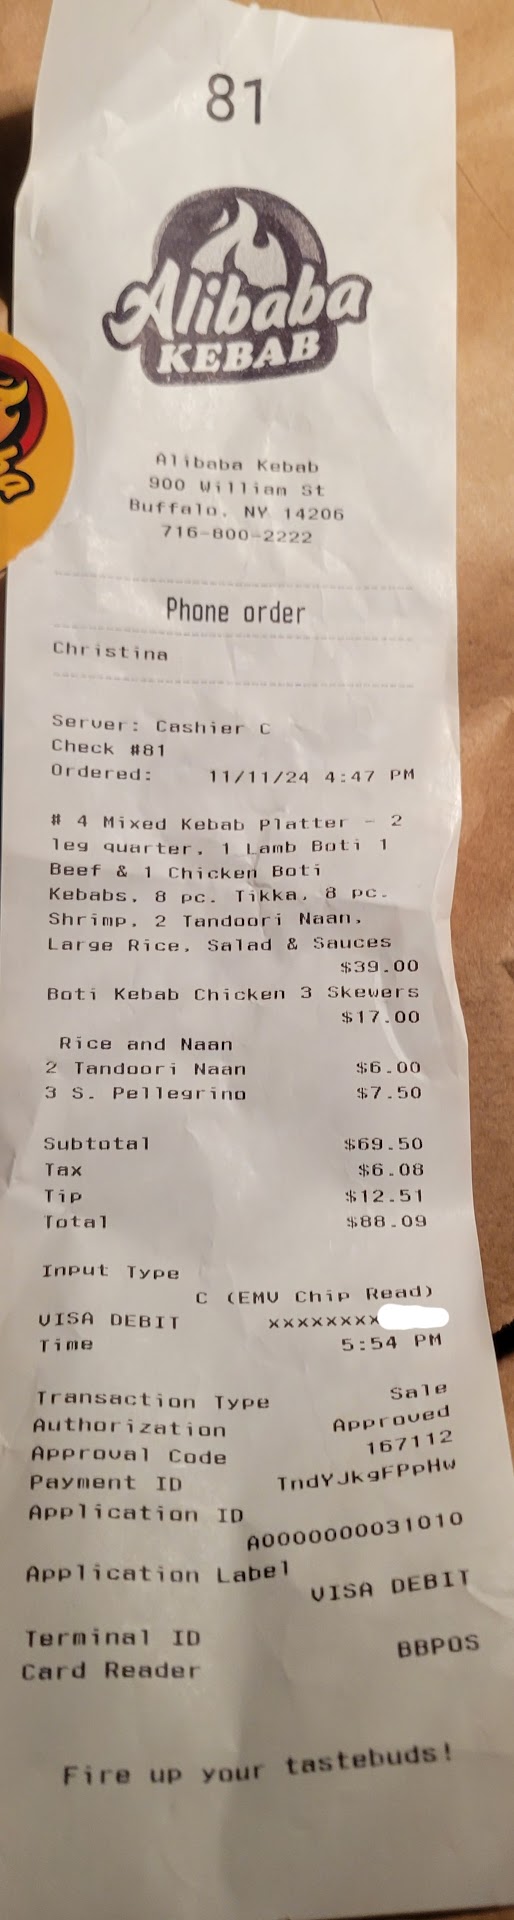 81
Alibaba
KEBAB
Alibaba Kebab
900 William St
Buffalo, NY 14206
716-800-2222
Phone order
Christina
Server: Cashier C
Check #81
Ordered: 11/11/24 4:47 PM
# 4 Mixed Kebab Platter - 2
leg quarter, 1 Lamb Boti 1
Beef & 1 Chicken Boti
Kebabs, 8 pc. Tikka, 8 pc.
Shrimp, 2 Tandoori Naan,
Large Rice, Salad & Sauces
$39.00
Boti Kebab Chicken 3 Skewers
$17.00
Rice and Naan
2 Tandoori Naan $6.00
3 S. Pellegrino $7.50
Subtotal $69.50
Tax $6.08
Tip $12.51
Total $88.09
Input Type
C (EMV Chip Read)
VISA DEBIT xxxxxxxx
Time 5:54 PM
Transaction Type Sale
Authorization Approved
Approval Code 167112
Payment ID TndYJkgFPpHw
Application ID
A0000000031010
Application Label
VISA DEBIT
Terminal ID
Card Reader BBPOS
Fire up your tastebuds!